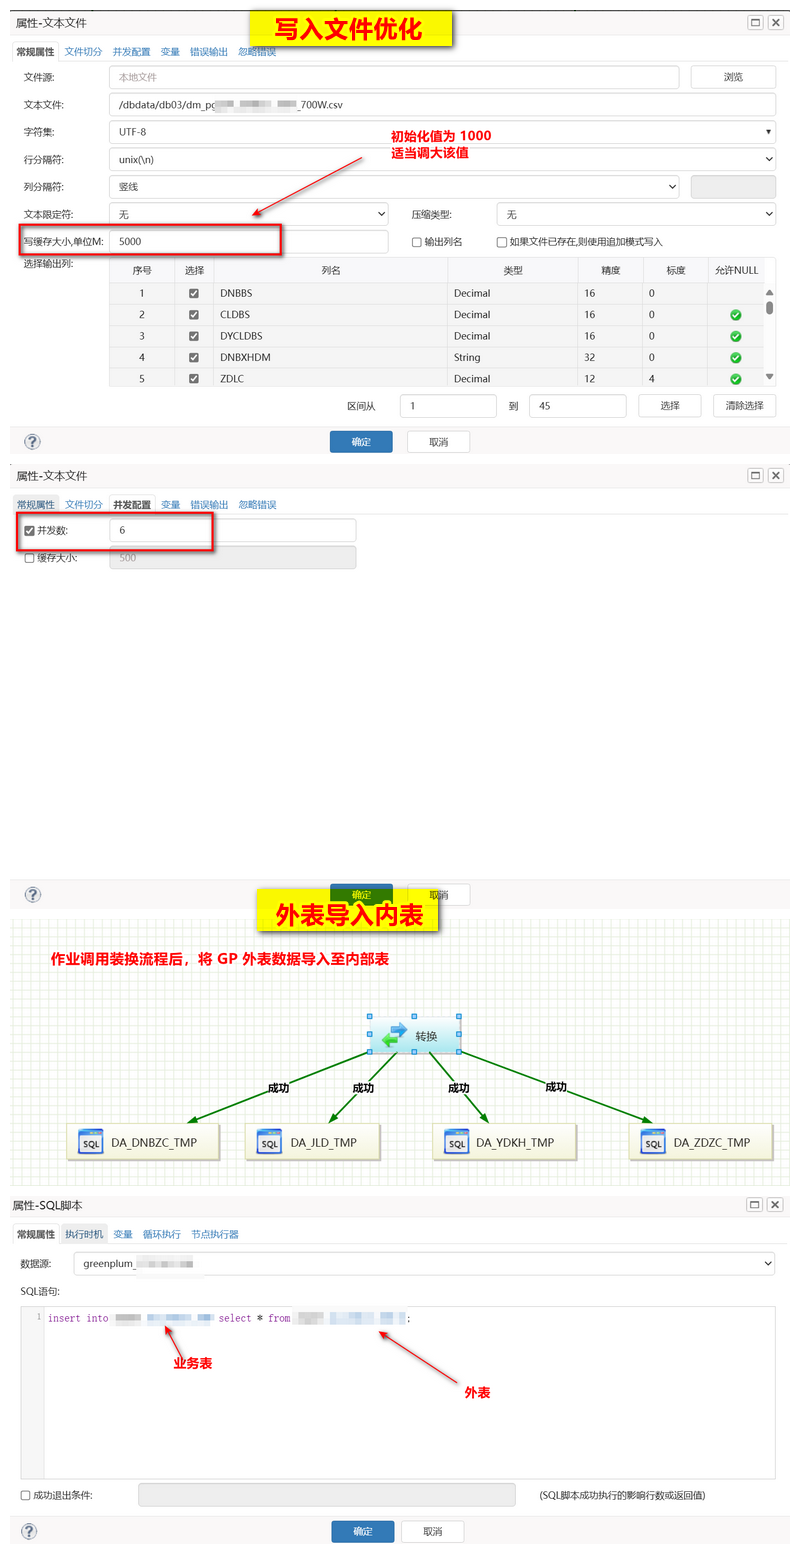 属性-文本文件
写入文件优化
常规属性 文件切分 并发配置 变量 错误输出 忽略错误
文件源: 本地文件 浏览
文本文件: /dbdata/db03/dm_pg _700W.csv
字符集: UTF-8
初始化值为 1000
适当调大该值
行分隔符: unix(\n)
列分隔符: 竖线
文本限定符: 无 压缩类型: 无
写缓存大小,单位M: 5000 输出列名 如果文件已存在,则使用追加模式写入
选择输出列:
序号 选择 列名 类型 精度 标度 允许NULL
1 DNBBS Decimal 16 0
2 CLDBS Decimal 16 0
3 DYCLDBS Decimal 16 0
4 DNBXHDM String 32 0
5 ZDLC Decimal 12 4
区间从 1 到 45 选择 清除选择
确定 取消
属性-文本文件
常规属性 文件切分 并发配置 变量 错误输出 忽略错误
并发数: 6
缓存大小: 500
确定 取消
外表导入内表
作业调用装换流程后，将 GP 外表数据导入至内部表
转换
成功 成功 成功 成功
SQL DA_DNBZC_TMP SQL DA_JLD_TMP SQL DA_YDKH_TMP SQL DA_ZDZC_TMP
属性-SQL脚本
常规属性 执行时机 变量 循环执行 节点执行器
数据源: greenplum_
SQL语句:
1 insert into select * from ;
业务表
外表
成功退出条件: (SQL脚本成功执行的影响行数或返回值)
确定 取消